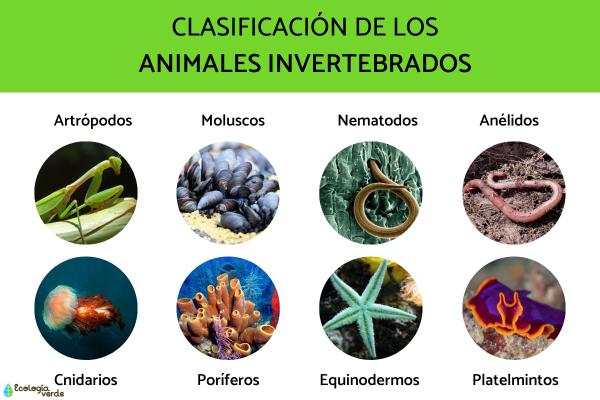 CLASIFICACIÓN DE LOS
ANIMALES INVERTEBRADOS
Artrópodos
Moluscos
Nematodos
Anélidos
Cnidarios
Poríferos
Equinodermos
Platelmintos
Ecología
verde